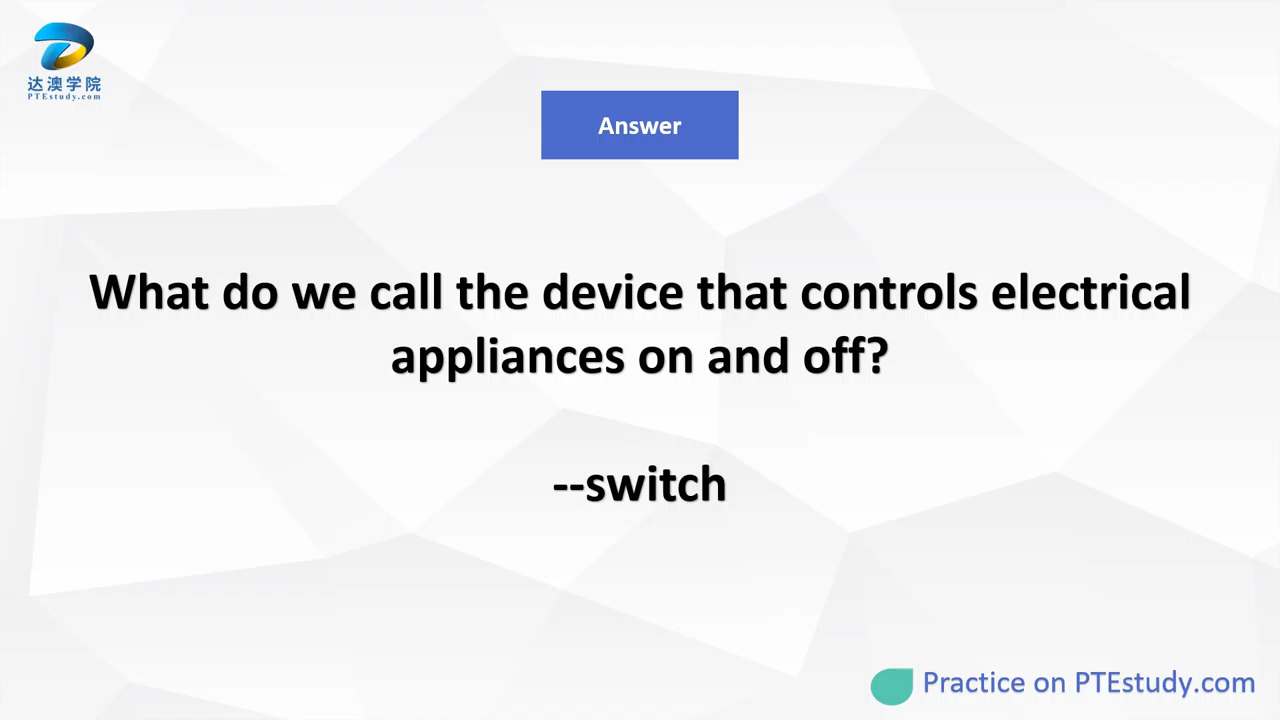 达澳学院
PTEstudy.com
Answer
What do we call the device that controls electrical
appliances on and off?
--switch
Practice on PTEstudy.com